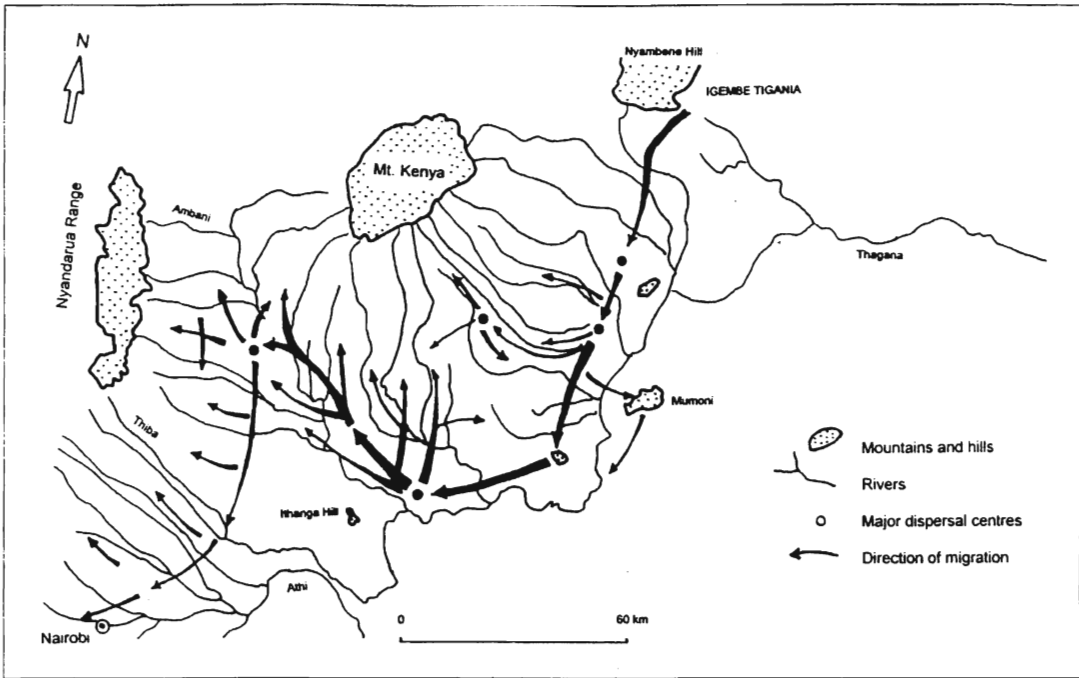 N
Nyambene Hill
IGEMBE TIGANIA
Mt. Kenya
Nyandarua Range
Ambani
Thagana
Mumoni
Thiba
Mountains and hills
Rivers
Ithanga Hill
Major dispersal centres
Direction of migration
Athi
0 60 km
Nairobi